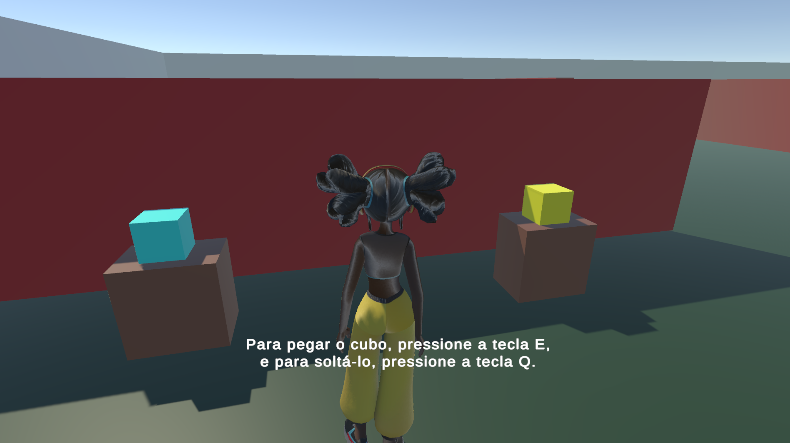 Para pegar o cubo, pressione a tecla E,
e para soltá-lo, pressione a tecla Q.